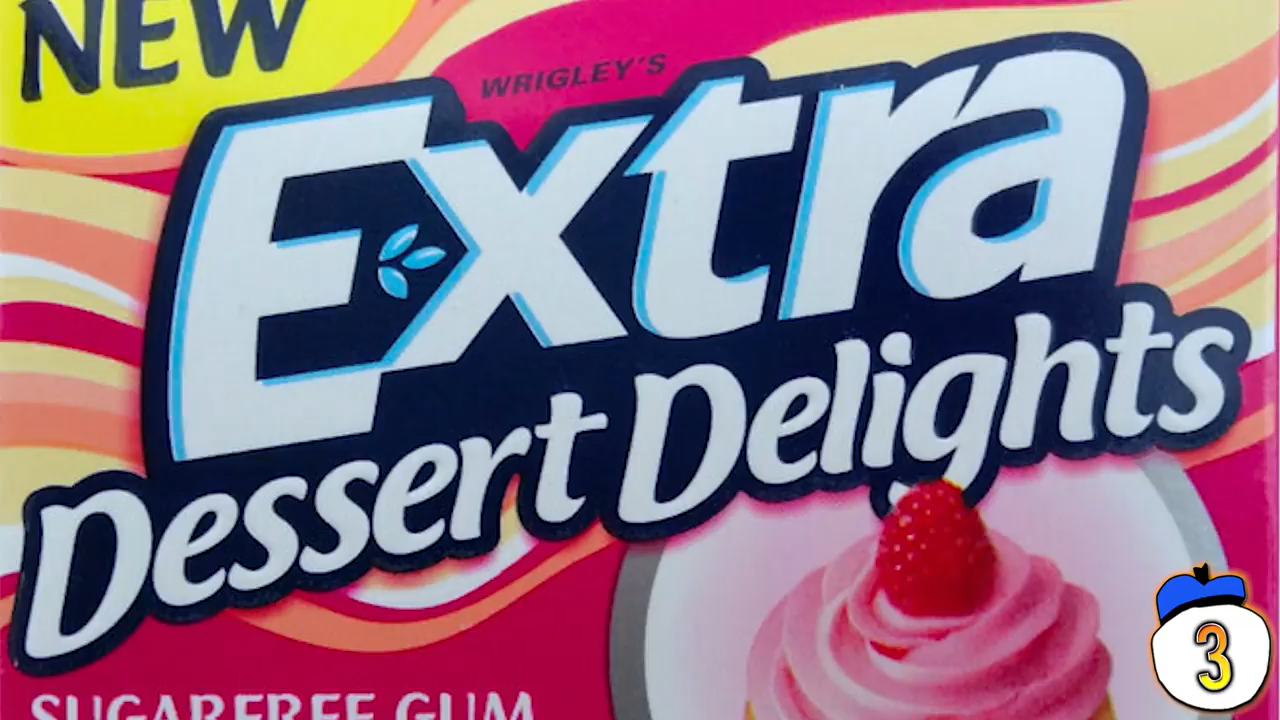 NEW
WRIGLEY'S
Extra
Dessert Delights
SUGARFREE GUM
3